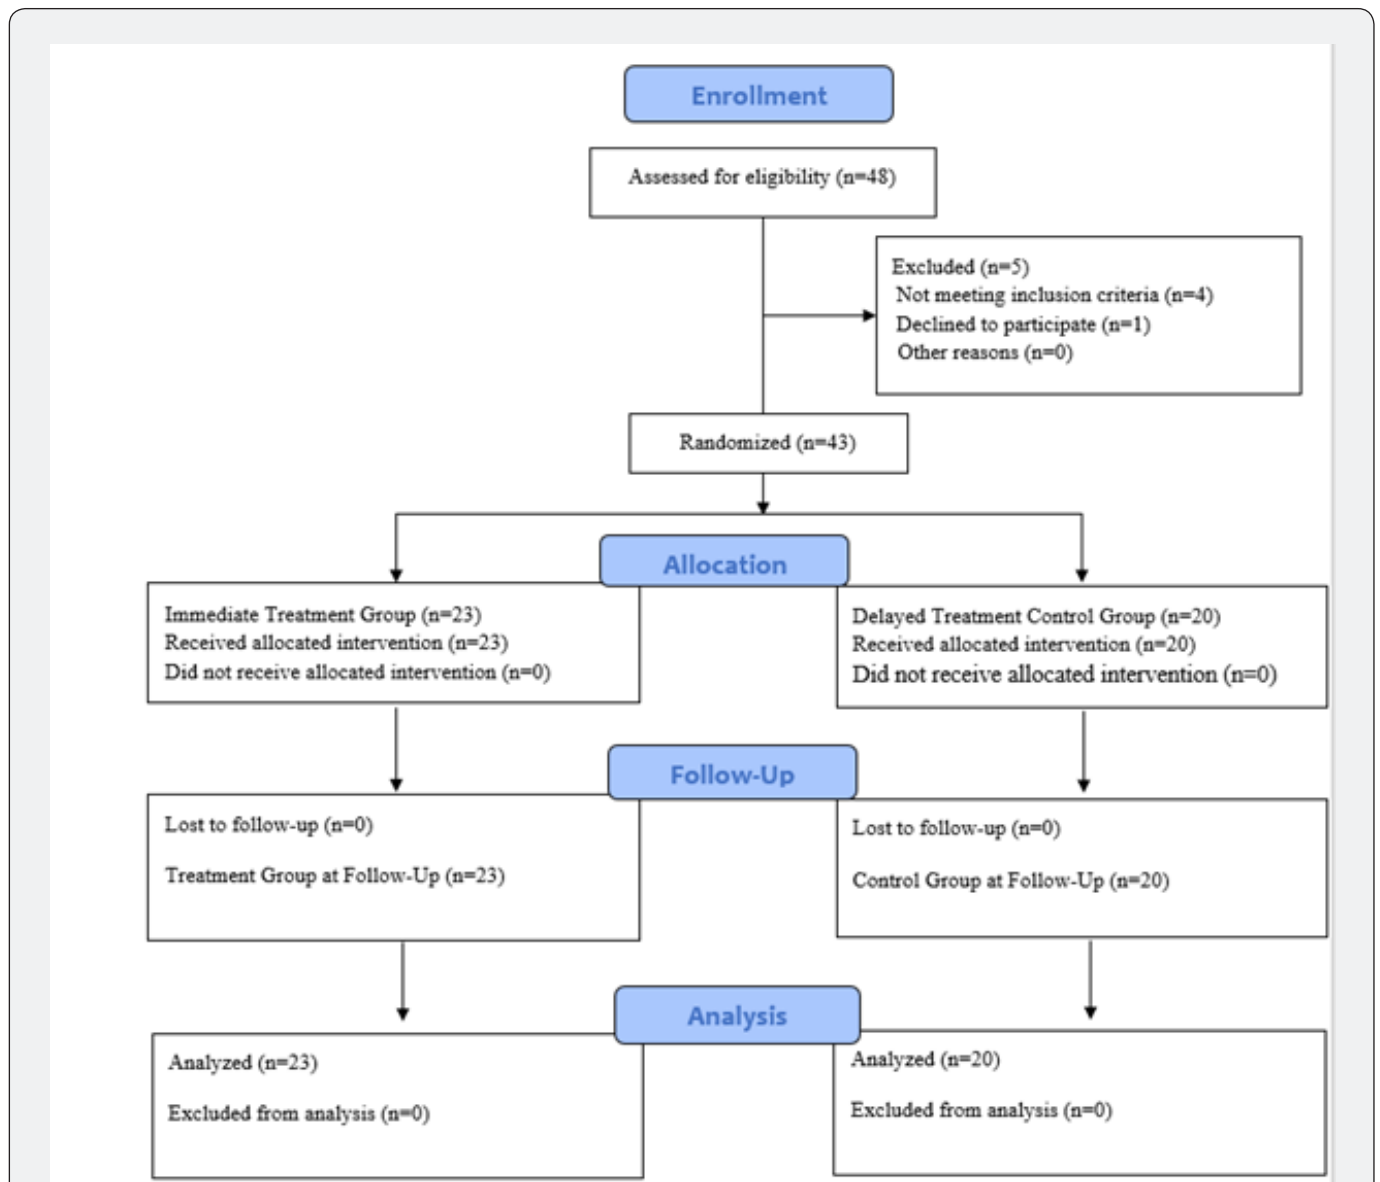 Enrollment
Assessed for eligibility (n=48)
Excluded (n=5)
Not meeting inclusion criteria (n=4)
Declined to participate (n=1)
Other reasons (n=0)
Randomized (n=43)
Allocation
Immediate Treatment Group (n=23)
Received allocated intervention (n=23)
Did not receive allocated intervention (n=0)
Delayed Treatment Control Group (n=20)
Received allocated intervention (n=20)
Did not receive allocated intervention (n=0)
Follow-Up
Lost to follow-up (n=0)
Treatment Group at Follow-Up (n=23)
Lost to follow-up (n=0)
Control Group at Follow-Up (n=20)
Analysis
Analyzed (n=23)
Excluded from analysis (n=0)
Analyzed (n=20)
Excluded from analysis (n=0)